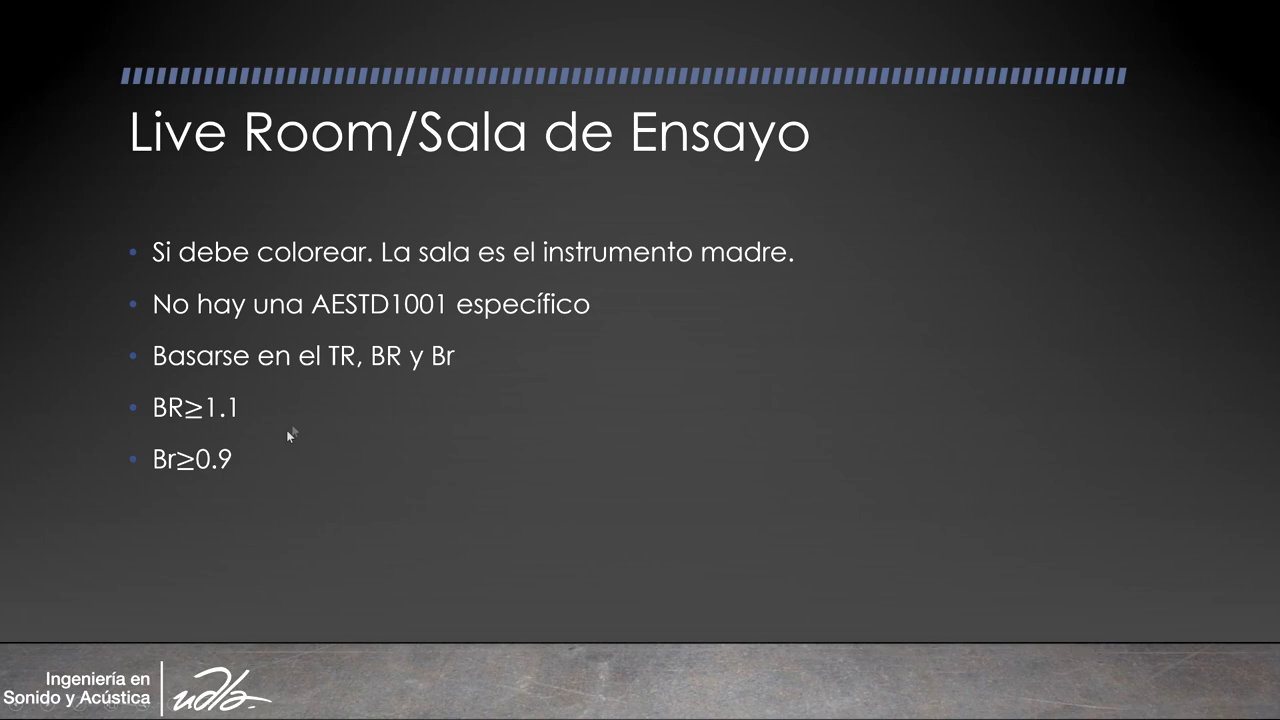 Live Room/Sala de Ensayo
• Si debe colorear. La sala es el instrumento madre.
• No hay una AESTD1001 específico
• Basarse en el TR, BR y Br
• BR≥1.1
• Br≥0.9
Ingeniería en
Sonido y Acústica
udla